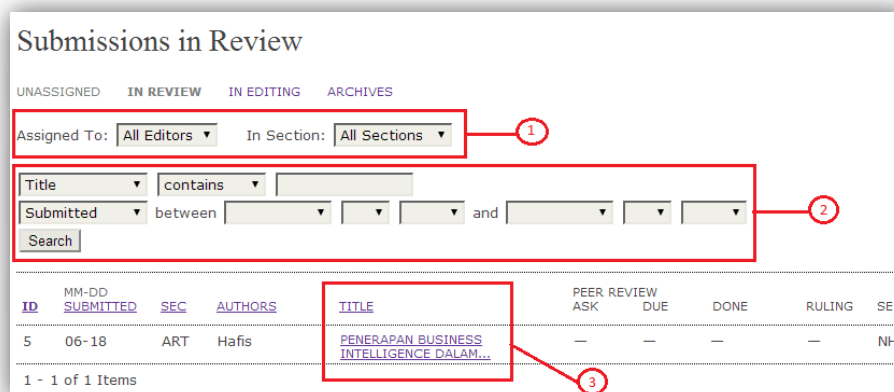 Submissions in Review
UNASSIGNED IN REVIEW IN EDITING ARCHIVES
Assigned To: All Editors In Section: All Sections 1
Title contains
Submitted between and 2
Search
MM-DD PEER REVIEW
ID SUBMITTED SEC AUTHORS TITLE ASK DUE DONE RULING SE
5 06-18 ART Hafis PENERAPAN BUSINESS — — — — NH
INTELLIGENCE DALAM...
1 - 1 of 1 Items 3